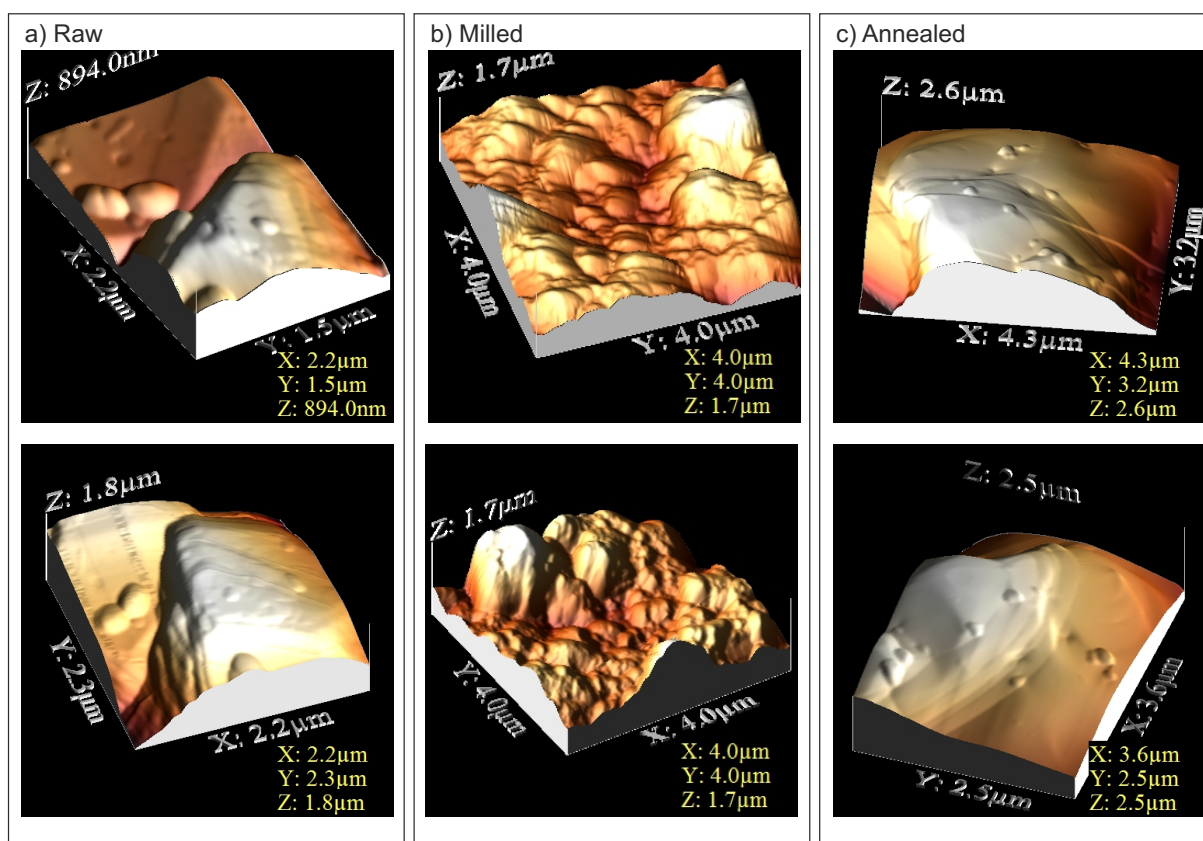 a) Raw
Z: 894.0nm
X: 2.2µm
Y: 1.5µm
X: 2.2µm
Y: 1.5µm
Z: 894.0nm
Z: 1.8µm
Y: 2.3µm
X: 2.2µm
X: 2.2µm
Y: 2.3µm
Z: 1.8µm
b) Milled
Z: 1.7µm
X: 4.0µm
Y: 4.0µm
X: 4.0µm
Y: 4.0µm
Z: 1.7µm
Z: 1.7µm
Y: 4.0µm
X: 4.0µm
X: 4.0µm
Y: 4.0µm
Z: 1.7µm
c) Annealed
Z: 2.6µm
Y: 3.2µm
X: 4.3µm
X: 4.3µm
Y: 3.2µm
Z: 2.6µm
Z: 2.5µm
X: 3.6µm
Y: 2.5µm
X: 3.6µm
Y: 2.5µm
Z: 2.5µm